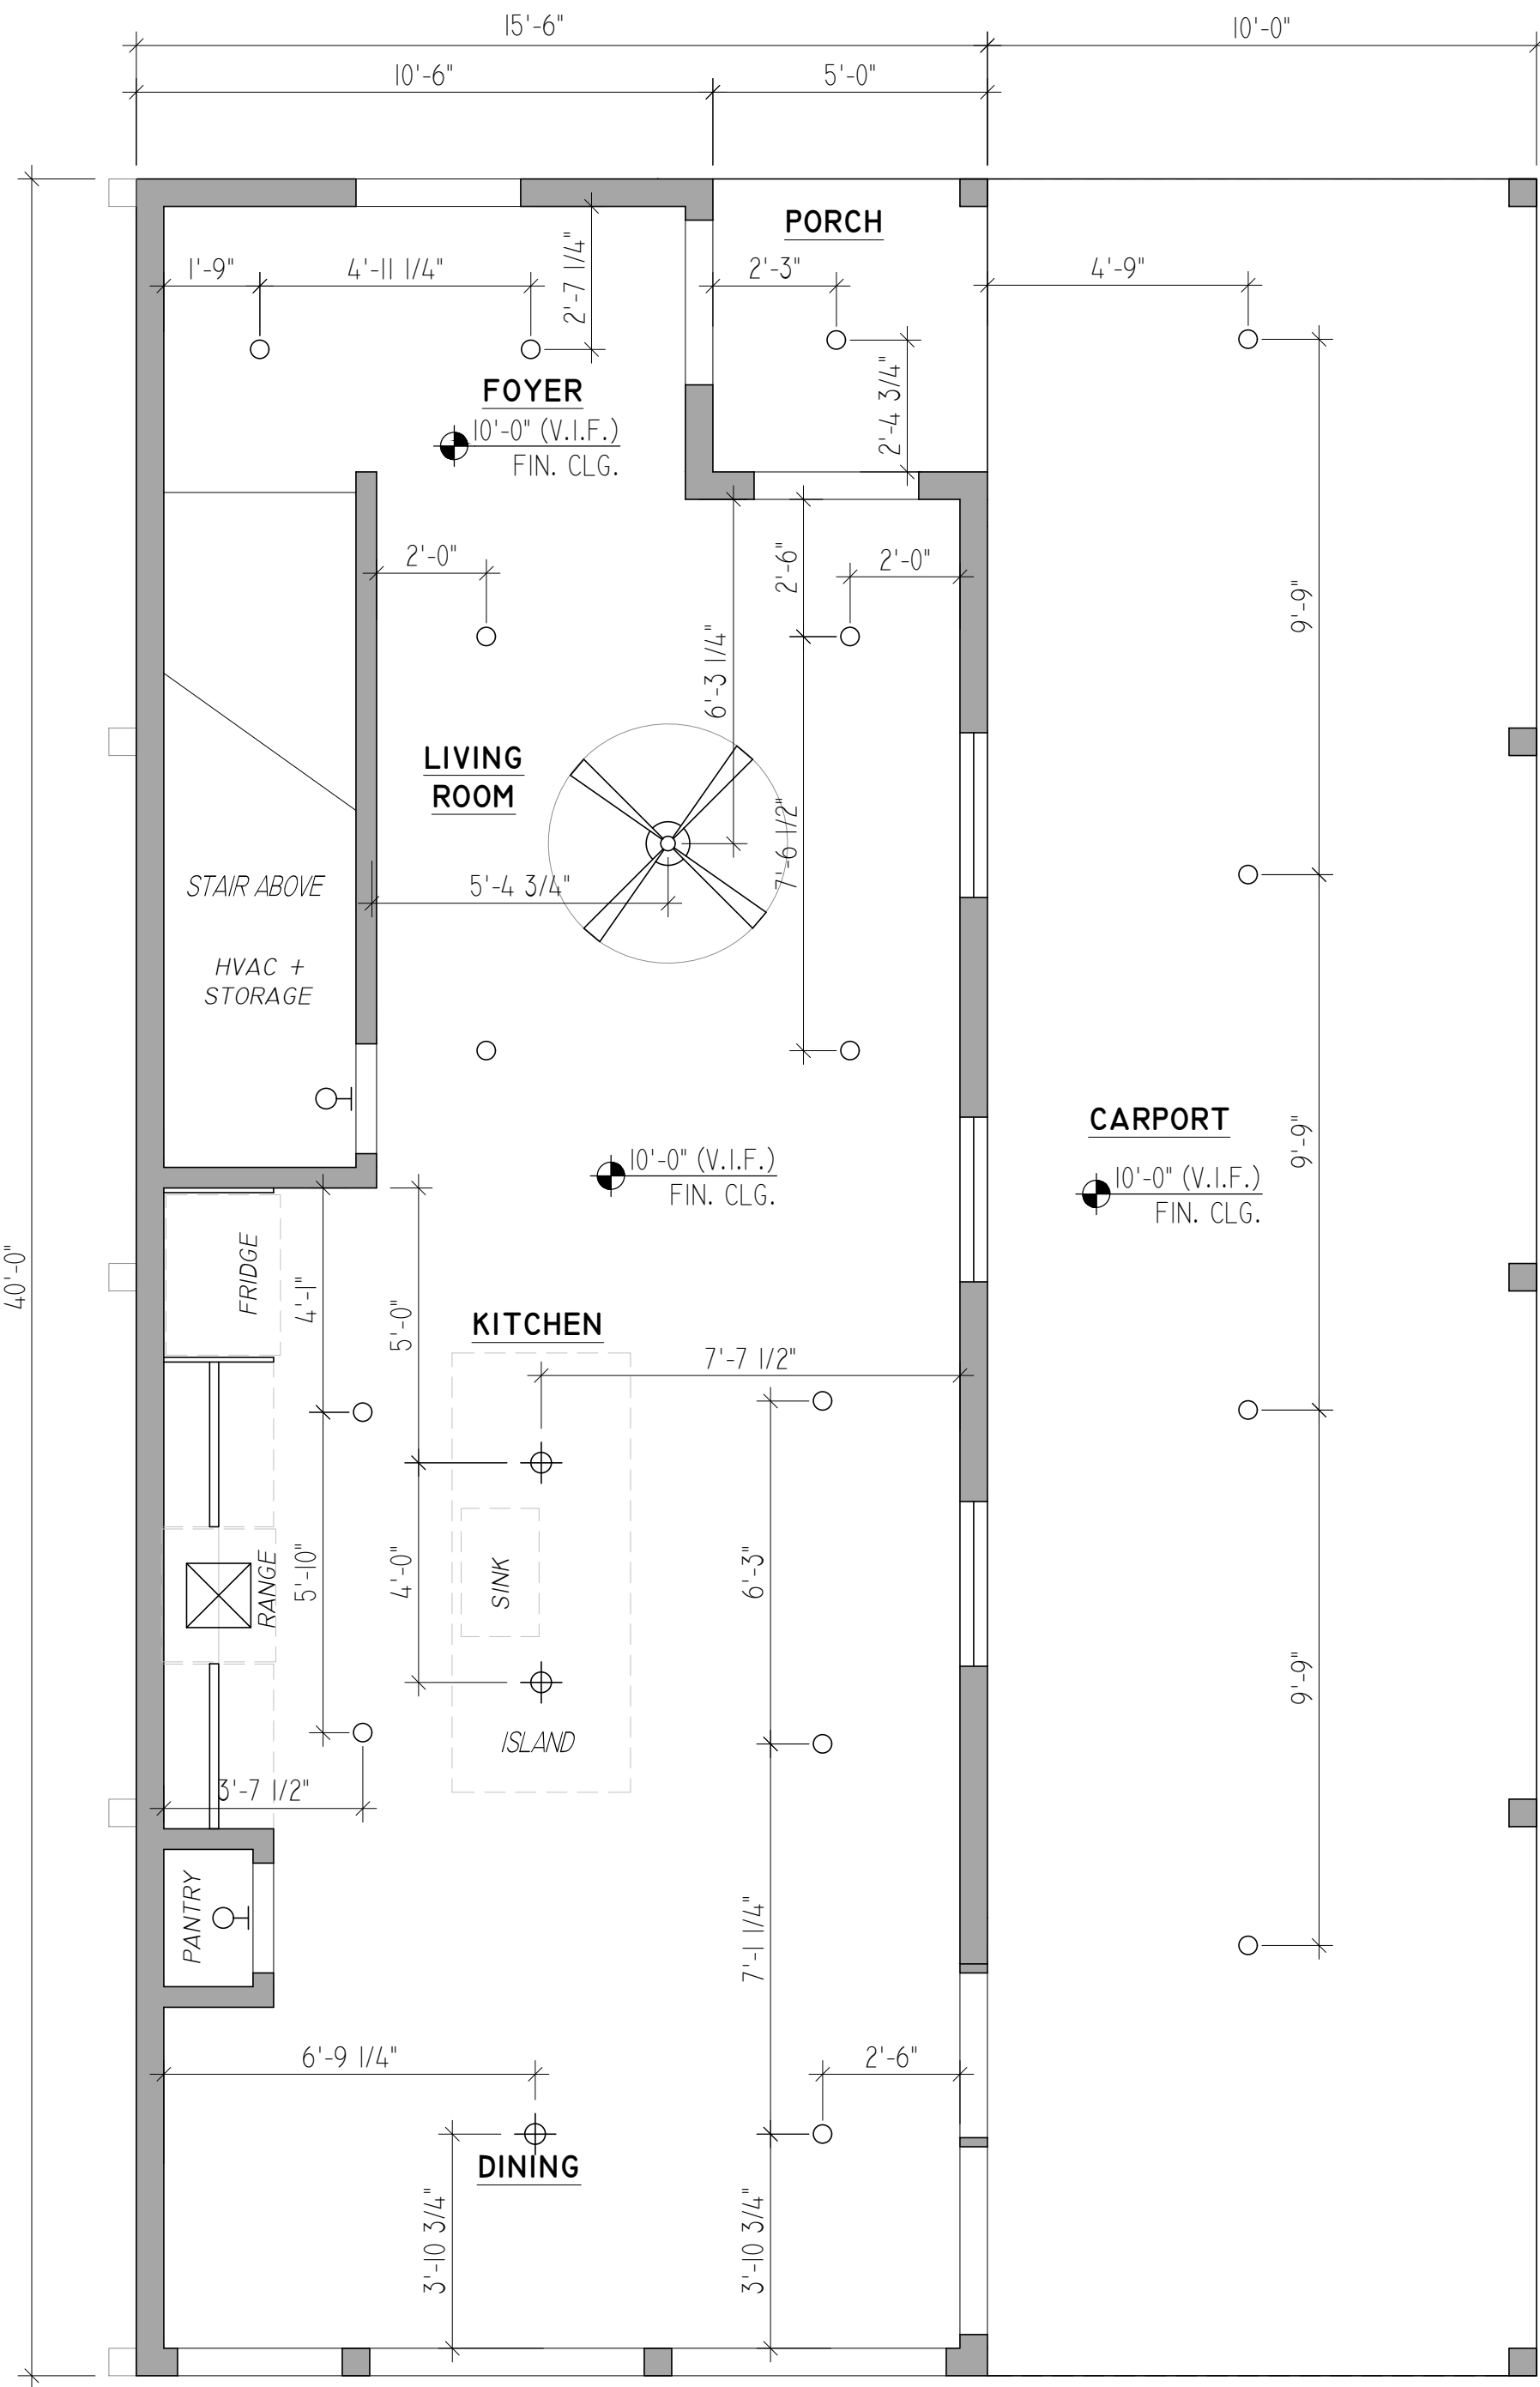 15'-6"
10'-0"
10'-6"
5'-0"
PORCH
1'-9"
4'-11 1/4"
2'-7 1/4"
2'-3"
4'-9"
2'-4 3/4"
FOYER
10'-0" (V.I.F.)
FIN. CLG.
2'-0"
2'-6"
2'-0"
9'-9"
6'-3 1/4"
LIVING
ROOM
7'-6 1/2"
STAIR ABOVE
5'-4 3/4"
HVAC +
STORAGE
CARPORT
9'-9"
10'-0" (V.I.F.)
FIN. CLG.
10'-0" (V.I.F.)
FIN. CLG.
40'-0"
FRIDGE
4'-1"
5'-0"
KITCHEN
7'-7 1/2"
RANGE
5'-10"
4'-0"
SINK
6'-3"
9'-9"
ISLAND
3'-7 1/2"
PANTRY
7'-1 1/4"
6'-9 1/4"
2'-6"
DINING
3'-10 3/4"
3'-10 3/4"